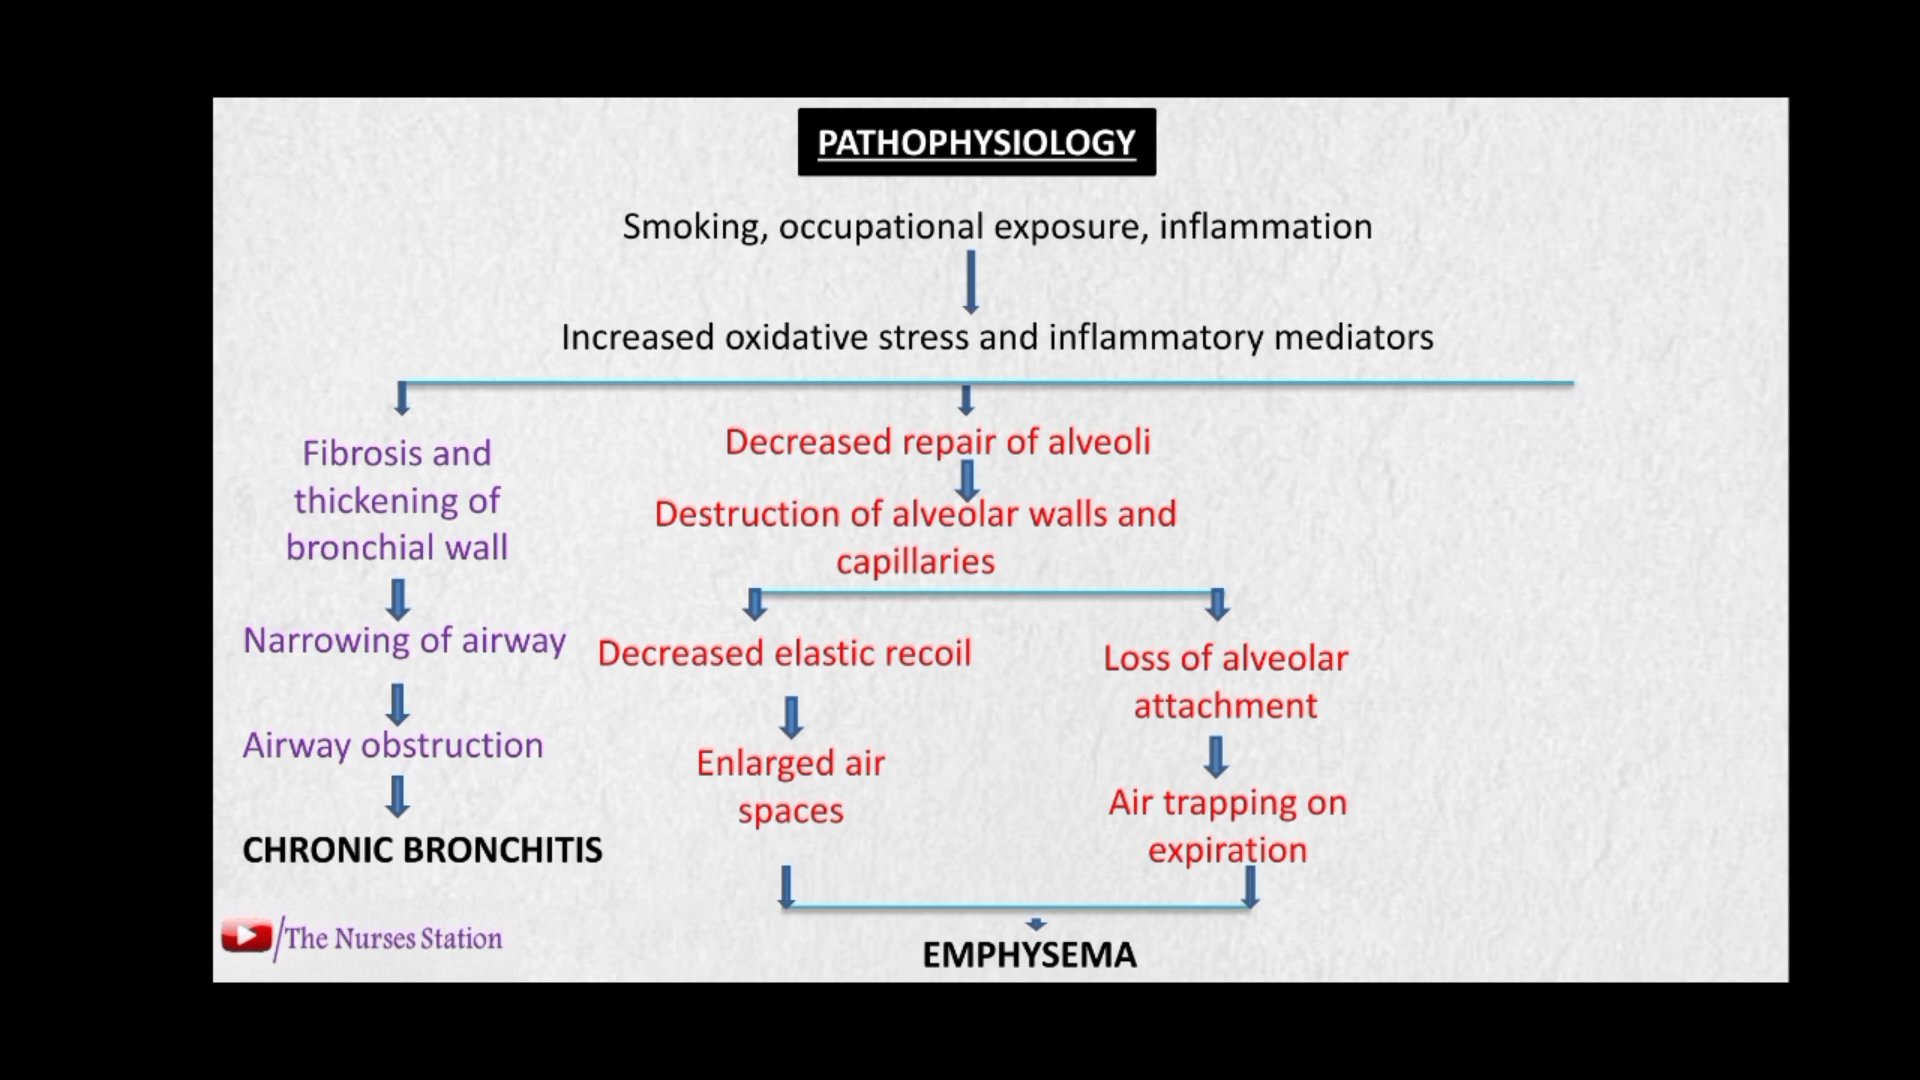 PATHOPHYSIOLOGY
Smoking, occupational exposure, inflammation
Increased oxidative stress and inflammatory mediators
Fibrosis and
thickening of
bronchial wall
Narrowing of airway
Airway obstruction
CHRONIC BRONCHITIS
Decreased repair of alveoli
Destruction of alveolar walls and
capillaries
Decreased elastic recoil
Enlarged air
spaces
Loss of alveolar
attachment
Air trapping on
expiration
EMPHYSEMA
/The Nurses Station